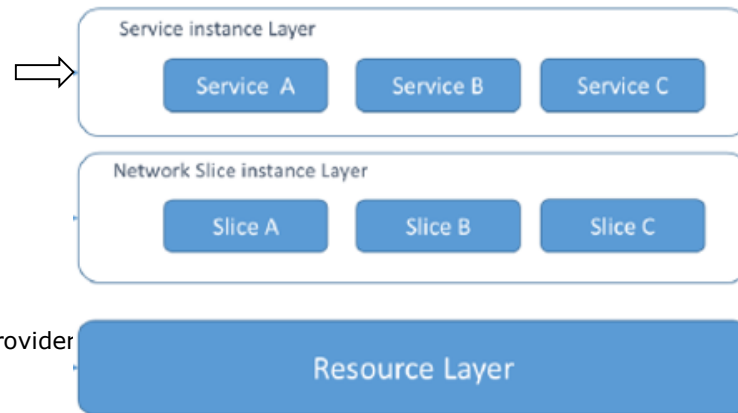 Service instance Layer
Service A Service B Service C
Network Slice instance Layer
Slice A Slice B Slice C
rovider
Resource Layer